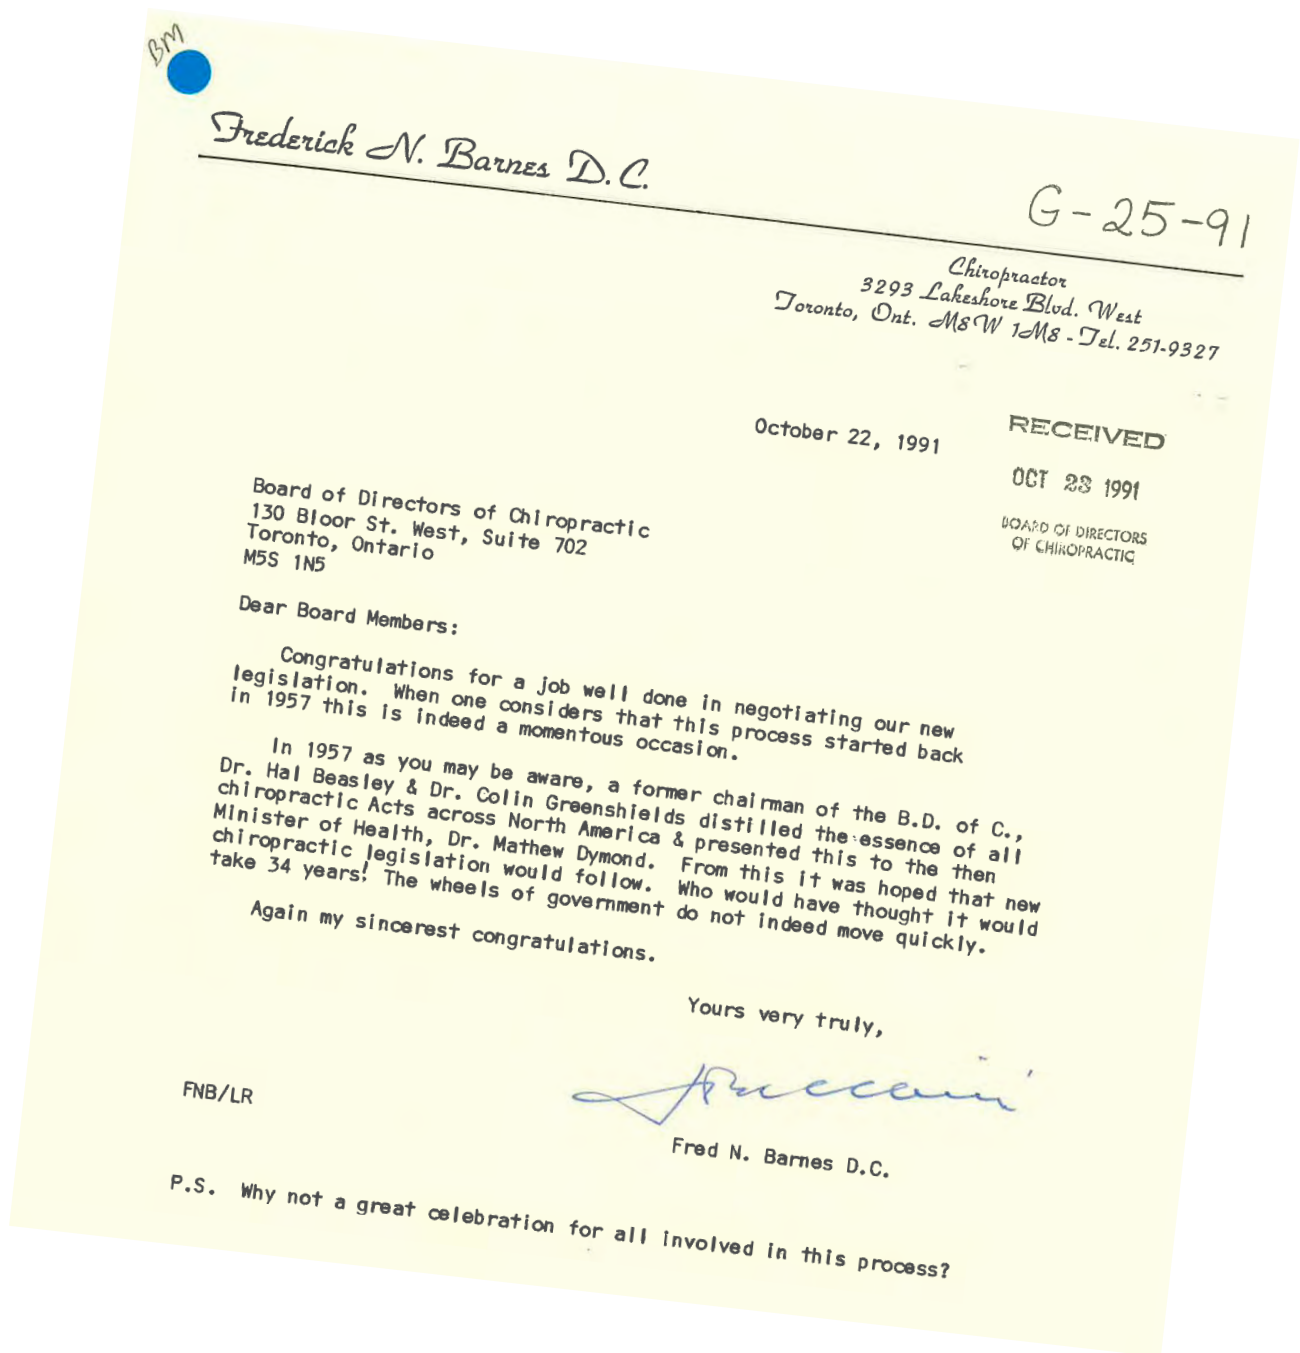 BM
Frederick N. Barnes D.C.
G-25-91
Chiropractor
3293 Lakeshore Blvd. West
Toronto, Ont. M8W 1M8 - Tel. 251-9327
October 22, 1991
RECEIVED
OCT 23 1991
BOARD OF DIRECTORS
OF CHIROPRACTIC
Board of Directors of Chiropractic
130 Bloor St. West, Suite 702
Toronto, Ontario
M5S 1N5
Dear Board Members:
Congratulations for a job well done in negotiating our new
legislation. When one considers that this process started back
in 1957 this is indeed a momentous occasion.
In 1957 as you may be aware, a former chairman of the B.D. of C.,
Dr. Hal Beasley & Dr. Colin Greenshields distilled the essence of all
chiropractic Acts across North America & presented this to the then
Minister of Health, Dr. Mathew Dymond. From this it was hoped that new
chiropractic legislation would follow. Who would have thought it would
take 34 years! The wheels of government do not indeed move quickly.
Again my sincerest congratulations.
Yours very truly,
FNB/LR
Fred N. Barnes D.C.
P.S. Why not a great celebration for all involved in this process?